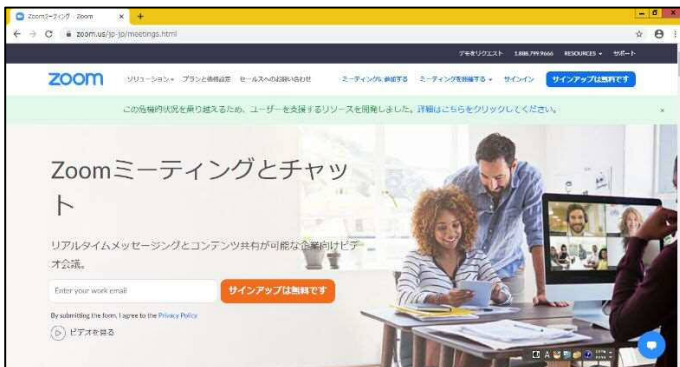 Zoomミーティング - Zoom
zoom.us/jp-jp/meetings.html
デモをリクエスト 1.888.799.9666 RESOURCES サポート
zoom ソリューション プランと価格設定 セールスへのお問い合わせ ミーティングに参加する ミーティングを開催する サインイン サインアップは無料です
この危機的状況を乗り越えるため、ユーザーを支援するリソースを開発しました。詳細はこちらをクリックしてください。
Zoomミーティングとチャッ
ト
リアルタイムメッセージングとコンテンツ共有が可能な企業向けビデ
オ会議。
Enter your work email サインアップは無料です
By submitting the form, I agree to the Privacy Policy
ビデオを見る